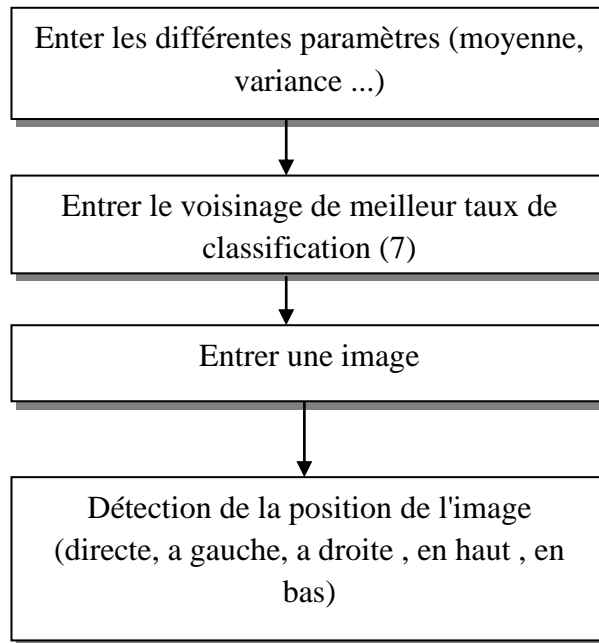 Enter les différentes paramètres (moyenne,
variance ...)
Entrer le voisinage de meilleur taux de
classification (7)
Entrer une image
Détection de la position de l'image
(directe, a gauche, a droite , en haut , en
bas)